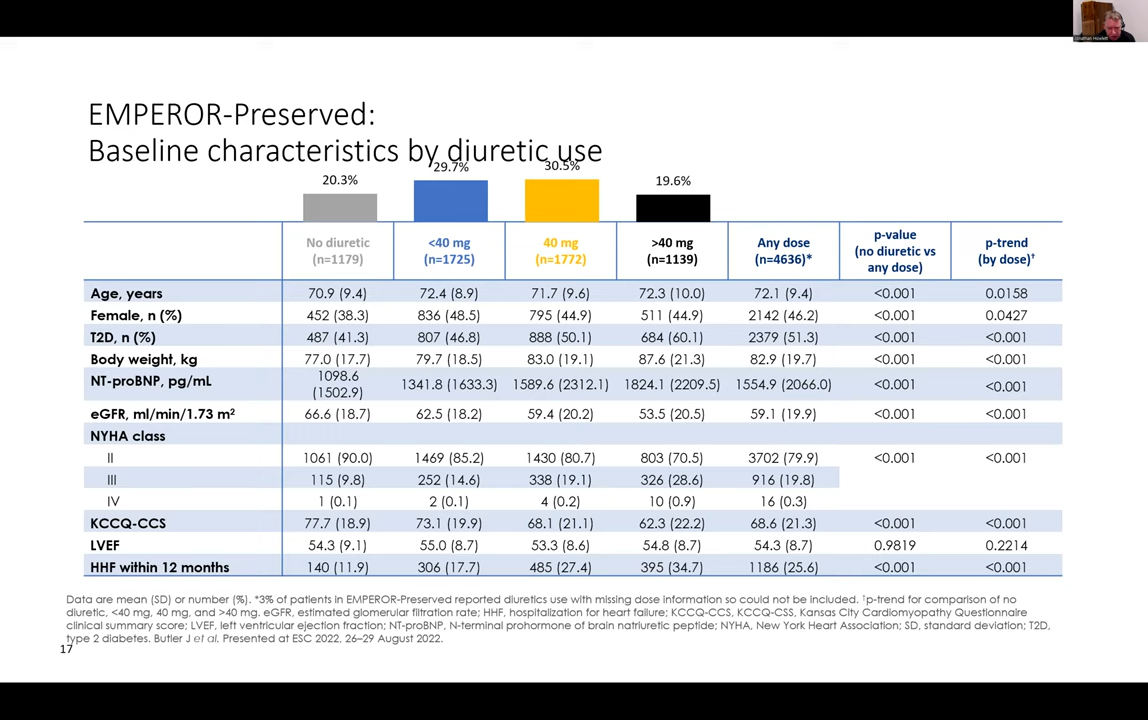 Jonathan Howlett
EMPEROR-Preserved:
Baseline characteristics by diuretic use
20.3% 29.7% 30.5% 19.6%
No diuretic (n=1179) <40 mg (n=1725) 40 mg (n=1772) >40 mg (n=1139) Any dose (n=4636)* p-value (no diuretic vs any dose) p-trend (by dose)†
Age, years 70.9 (9.4) 72.4 (8.9) 71.7 (9.6) 72.3 (10.0) 72.1 (9.4) <0.001 0.0158
Female, n (%) 452 (38.3) 836 (48.5) 795 (44.9) 511 (44.9) 2142 (46.2) <0.001 0.0427
T2D, n (%) 487 (41.3) 807 (46.8) 888 (50.1) 684 (60.1) 2379 (51.3) <0.001 <0.001
Body weight, kg 77.0 (17.7) 79.7 (18.5) 83.0 (19.1) 87.6 (21.3) 82.9 (19.7) <0.001 <0.001
NT-proBNP, pg/mL 1098.6 (1502.9) 1341.8 (1633.3) 1589.6 (2312.1) 1824.1 (2209.5) 1554.9 (2066.0) <0.001 <0.001
eGFR, ml/min/1.73 m² 66.6 (18.7) 62.5 (18.2) 59.4 (20.2) 53.5 (20.5) 59.1 (19.9) <0.001 <0.001
NYHA class
II 1061 (90.0) 1469 (85.2) 1430 (80.7) 803 (70.5) 3702 (79.9) <0.001 <0.001
III 115 (9.8) 252 (14.6) 338 (19.1) 326 (28.6) 916 (19.8)
IV 1 (0.1) 2 (0.1) 4 (0.2) 10 (0.9) 16 (0.3)
KCCQ-CCS 77.7 (18.9) 73.1 (19.9) 68.1 (21.1) 62.3 (22.2) 68.6 (21.3) <0.001 <0.001
LVEF 54.3 (9.1) 55.0 (8.7) 53.3 (8.6) 54.8 (8.7) 54.3 (8.7) 0.9819 0.2214
HHF within 12 months 140 (11.9) 306 (17.7) 485 (27.4) 395 (34.7) 1186 (25.6) <0.001 <0.001
Data are mean (SD) or number (%). *3% of patients in EMPEROR-Preserved reported diuretics use with missing dose information so could not be included. †p-trend for comparison of no
diuretic, <40 mg, 40 mg, and >40 mg. eGFR, estimated glomerular filtration rate; HHF, hospitalization for heart failure; KCCQ-CCS, KCCQ-CSS, Kansas City Cardiomyopathy Questionnaire
clinical summary score; LVEF, left ventricular ejection fraction; NT-proBNP, N-terminal prohormone of brain natriuretic peptide; NYHA, New York Heart Association; SD, standard deviation; T2D,
type 2 diabetes. Butler J et al. Presented at ESC 2022, 26–29 August 2022.
17